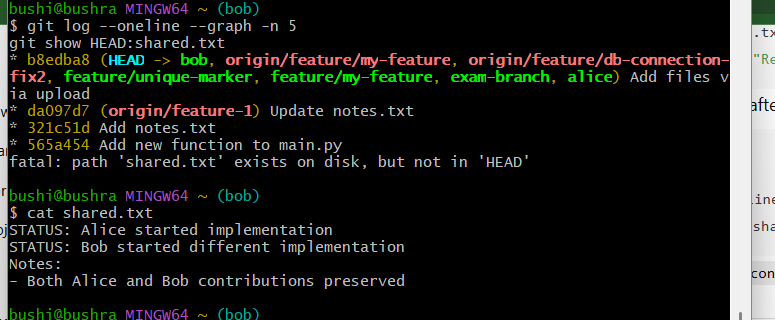 bushi@bushra MINGW64 ~ (bob)
$ git log --oneline --graph -n 5
git show HEAD:shared.txt
* b8edba8 (HEAD -> bob, origin/feature/my-feature, origin/feature/db-connection-
fix2, feature/unique-marker, feature/my-feature, exam-branch, alice) Add files v
ia upload
* da097d7 (origin/feature-1) Update notes.txt
* 321c51d Add notes.txt
* 565a454 Add new function to main.py
fatal: path 'shared.txt' exists on disk, but not in 'HEAD'
bushi@bushra MINGW64 ~ (bob)
$ cat shared.txt
STATUS: Alice started implementation
STATUS: Bob started different implementation
Notes:
- Both Alice and Bob contributions preserved
bushi@bushra MINGW64 ~ (bob)
.tx
"Re
afte
line
sha
con